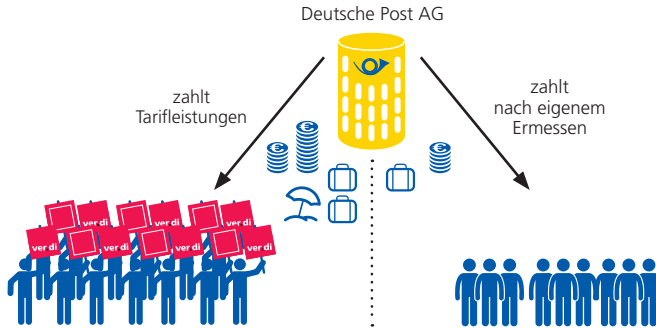 Deutsche Post AG
zahlt
Tarifleistungen
zahlt
nach eigenem
Ermessen
ver di
ver di
ver di
ver di
ver di
ver di
ver di